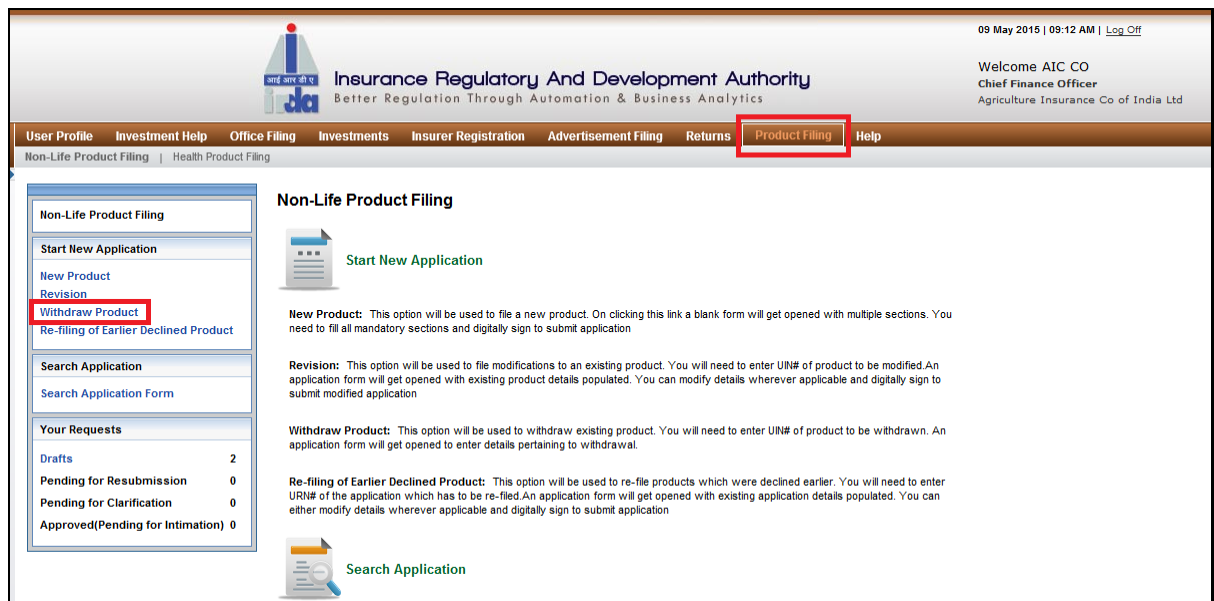 09 May 2015 | 09:12 AM | Log Off
आई आर डी ए
irda
Insurance Regulatory And Development Authority
Better Regulation Through Automation & Business Analytics
Welcome AIC CO
Chief Finance Officer
Agriculture Insurance Co of India Ltd
User Profile Investment Help Office Filing Investments Insurer Registration Advertisement Filing Returns Product Filing Help
Non-Life Product Filing | Health Product Filing
Non-Life Product Filing
Start New Application
New Product
Revision
Withdraw Product
Re-filing of Earlier Declined Product
Search Application
Search Application Form
Your Requests
Drafts 2
Pending for Resubmission 0
Pending for Clarification 0
Approved(Pending for Intimation) 0
Non-Life Product Filing
Start New Application
New Product: This option will be used to file a new product. On clicking this link a blank form will get opened with multiple sections. You
need to fill all mandatory sections and digitally sign to submit application
Revision: This option will be used to file modifications to an existing product. You will need to enter UIN# of product to be modified.An
application form will get opened with existing product details populated. You can modify details wherever applicable and digitally sign to
submit modified application
Withdraw Product: This option will be used to withdraw existing product. You will need to enter UIN# of product to be withdrawn. An
application form will get opened to enter details pertaining to withdrawal.
Re-filing of Earlier Declined Product: This option will be used to re-file products which were declined earlier. You will need to enter
URN# of the application which has to be re-filed.An application form will get opened with existing application details populated. You can
either modify details wherever applicable and digitally sign to submit application
Search Application